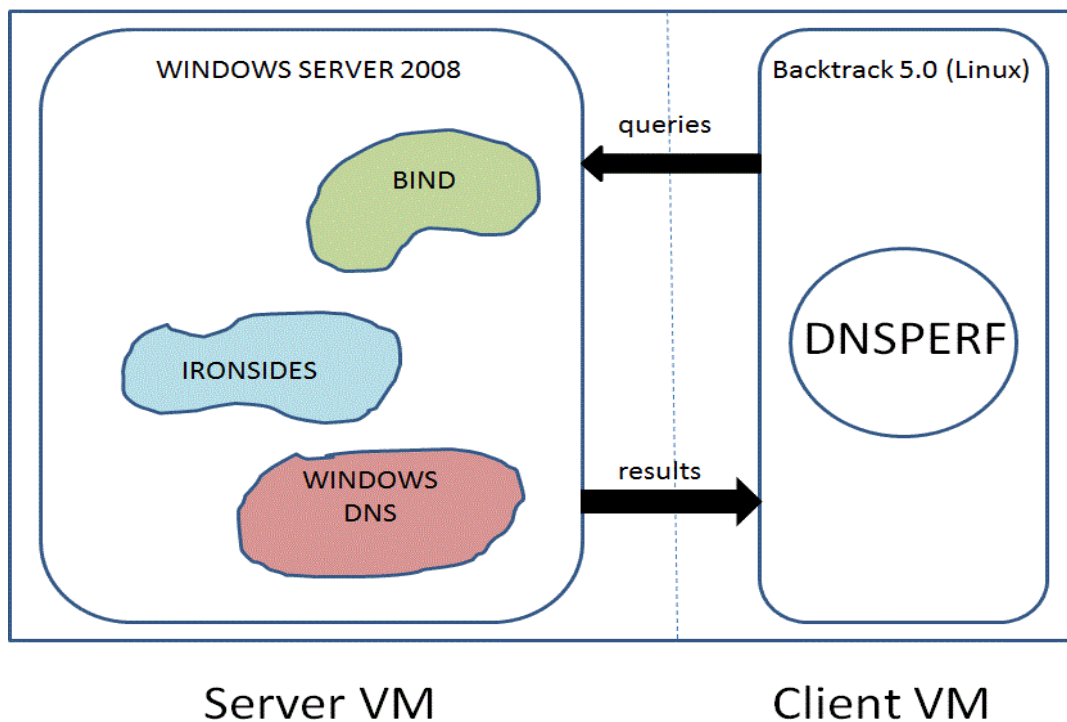 WINDOWS SERVER 2008
BIND
IRONSIDES
WINDOWS
DNS
queries
results
Backtrack 5.0 (Linux)
DNSPERF
Server VM
Client VM